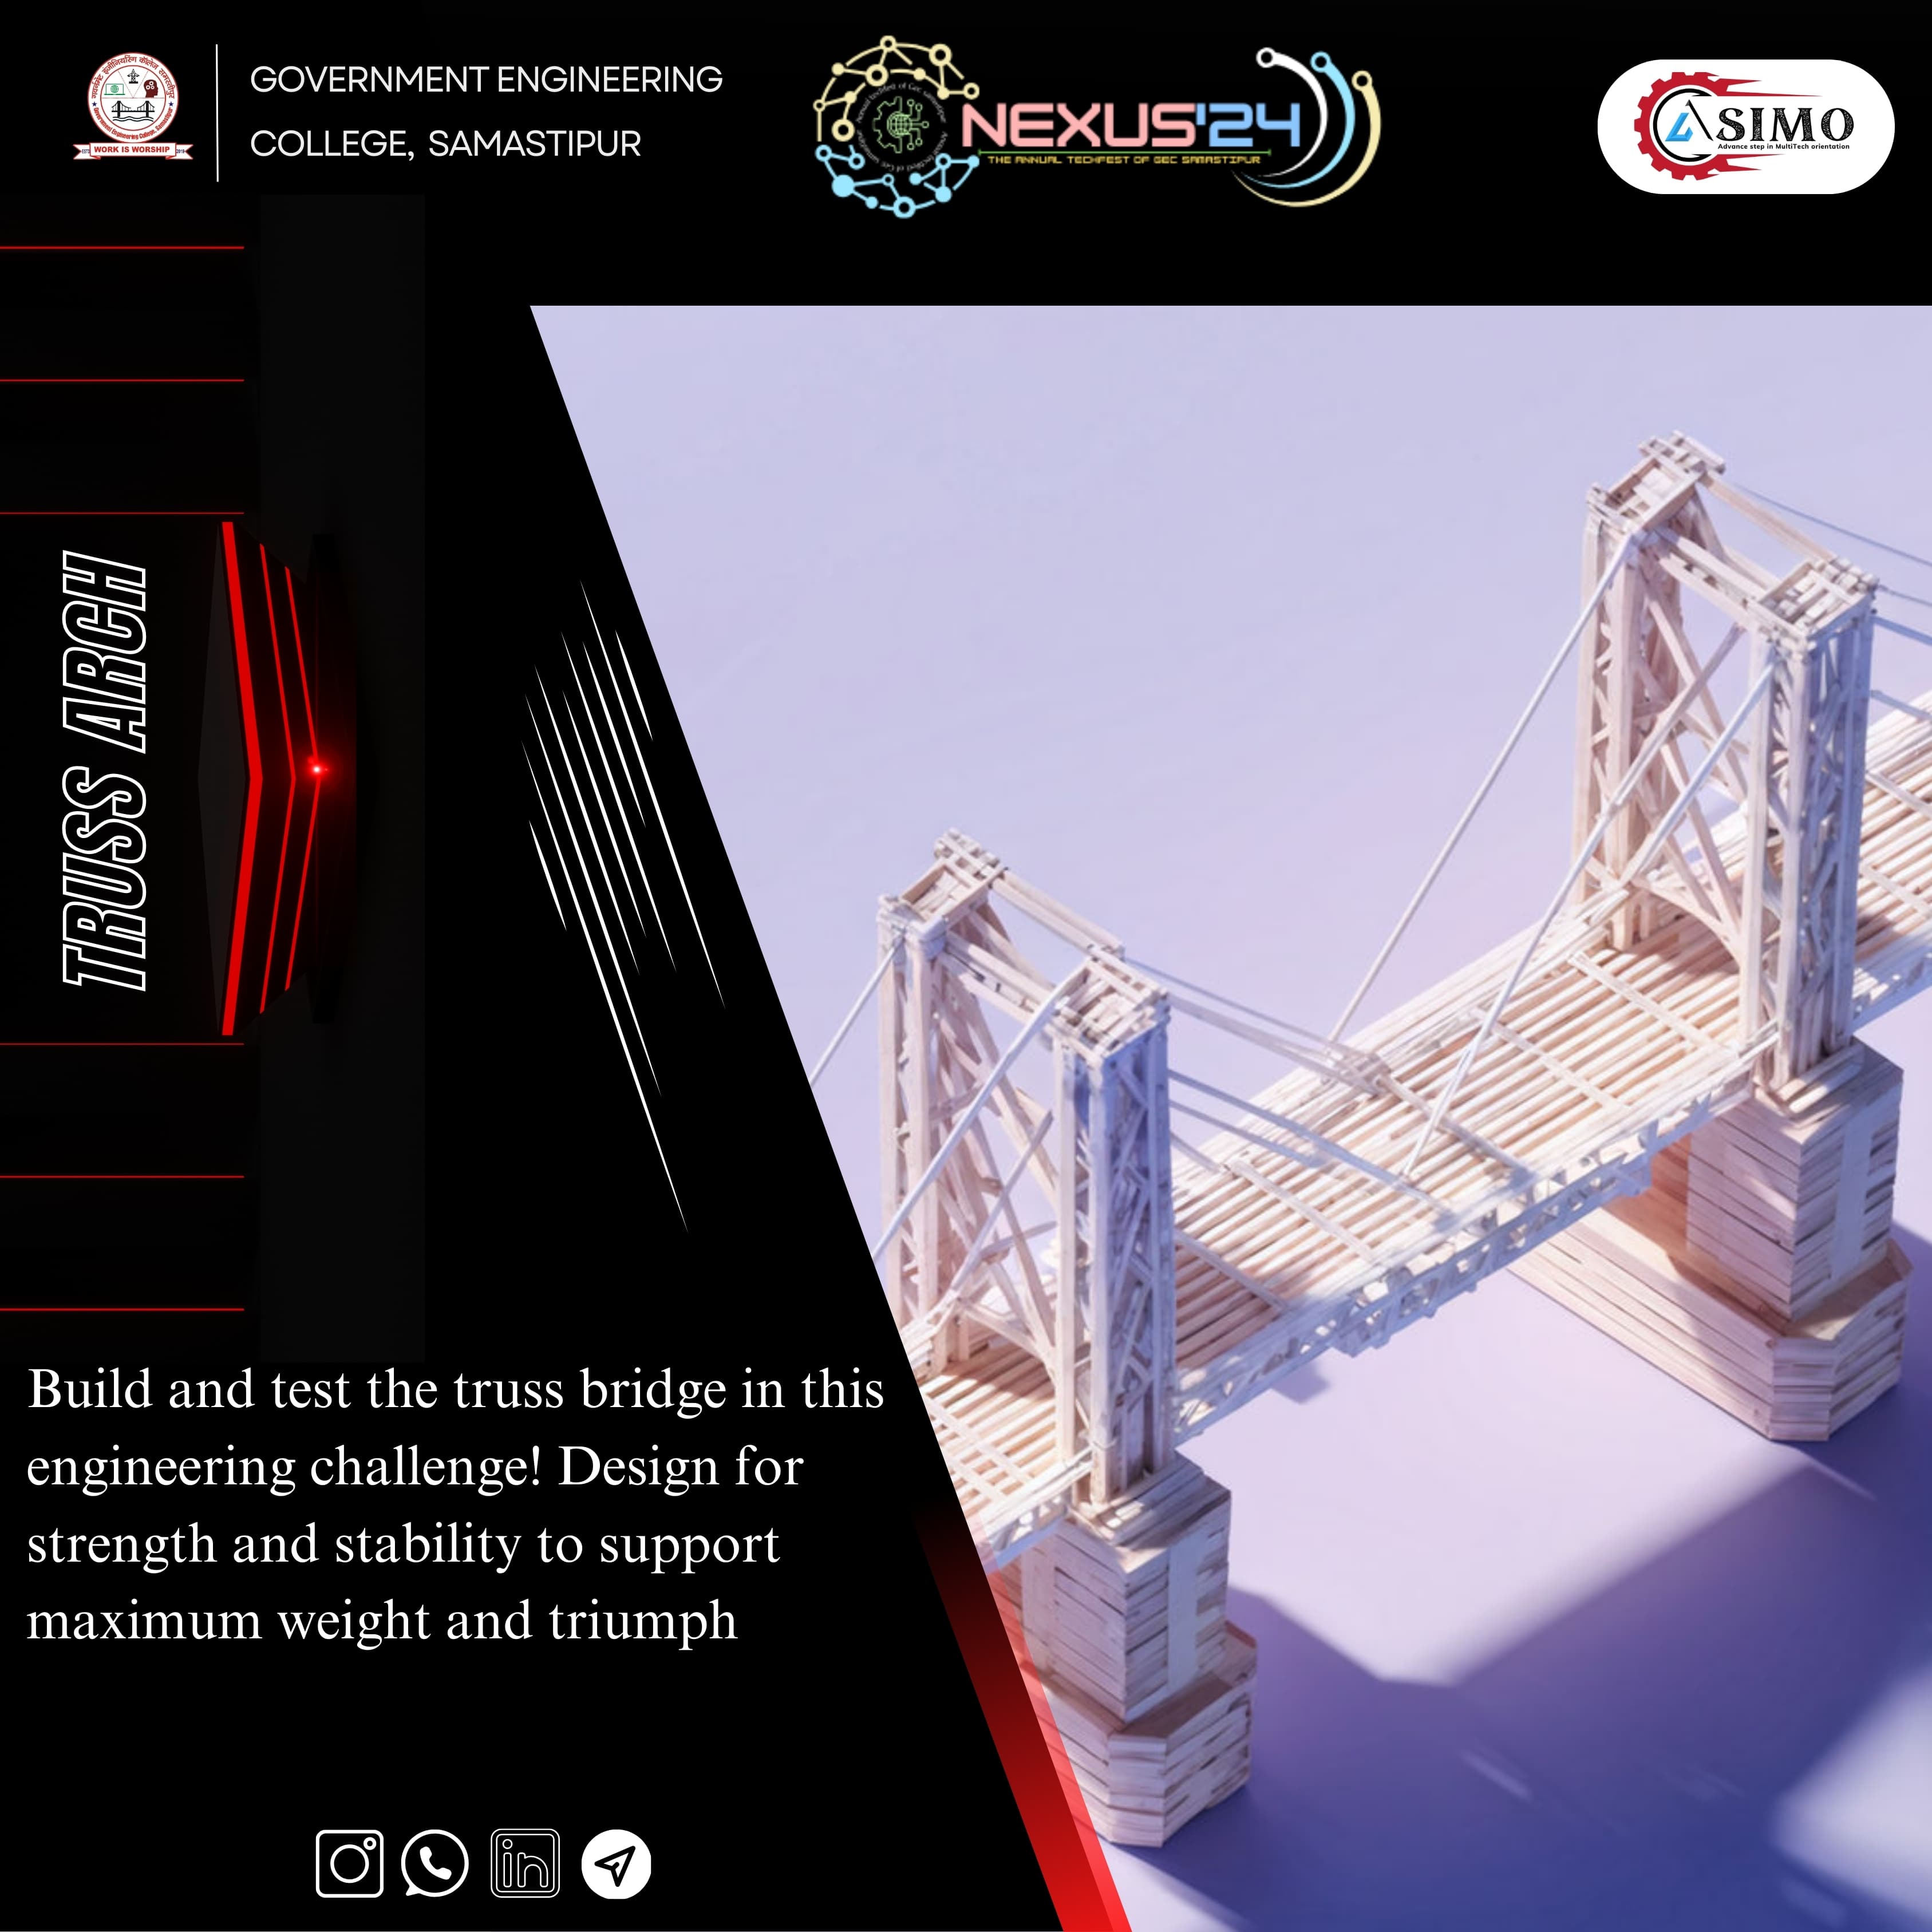 GOVERNMENT ENGINEERING
COLLEGE, SAMASTIPUR
WORK IS WORSHIP
NEXUS'24
THE ANNUAL TECHFEST OF GEC SAMASTIPUR
ASIMO
Advance step in MultiTech orientation
TRUSS ARCH
Build and test the truss bridge in this
engineering challenge! Design for
strength and stability to support
maximum weight and triumph
in